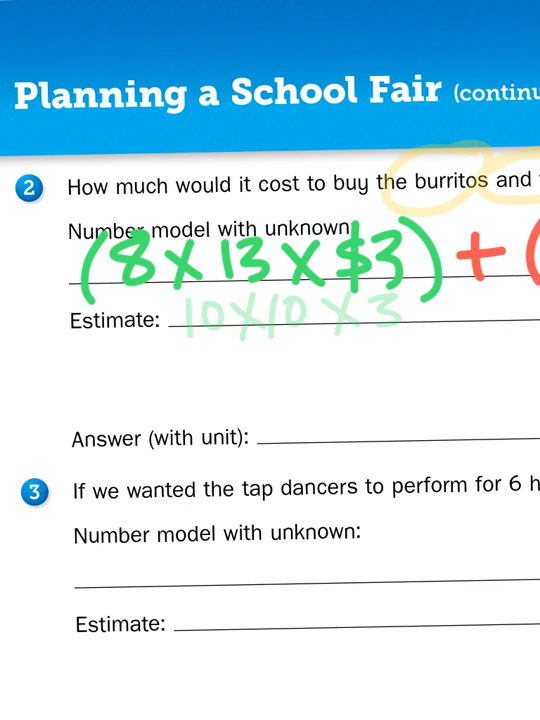 Planning a School Fair (continu
2 How much would it cost to buy the burritos and
Number model with unknown
(8 x 13 x $3) + (
Estimate: 10 x 10 x 3
Answer (with unit):
3 If we wanted the tap dancers to perform for 6 h
Number model with unknown:
Estimate: